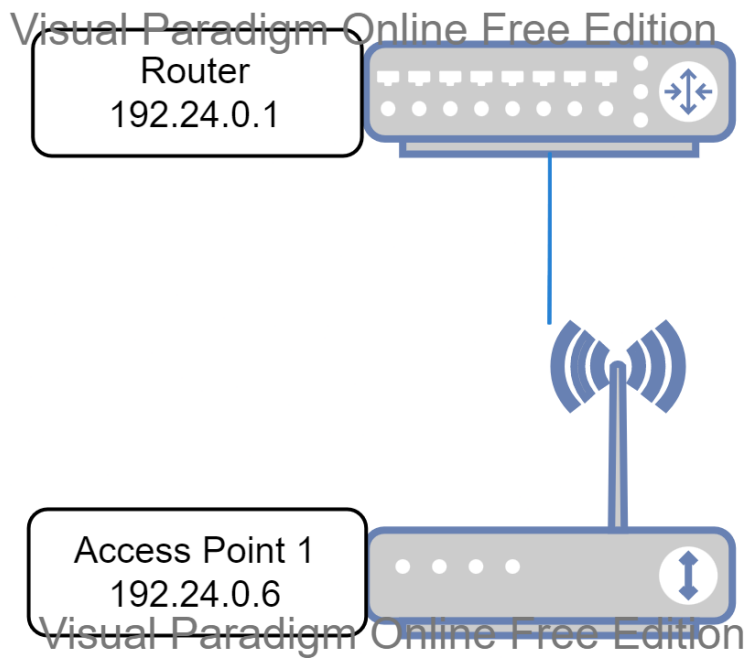 Visual Paradigm Online Free Edition
Router
192.24.0.1
Access Point 1
192.24.0.6
Visual Paradigm Online Free Edition